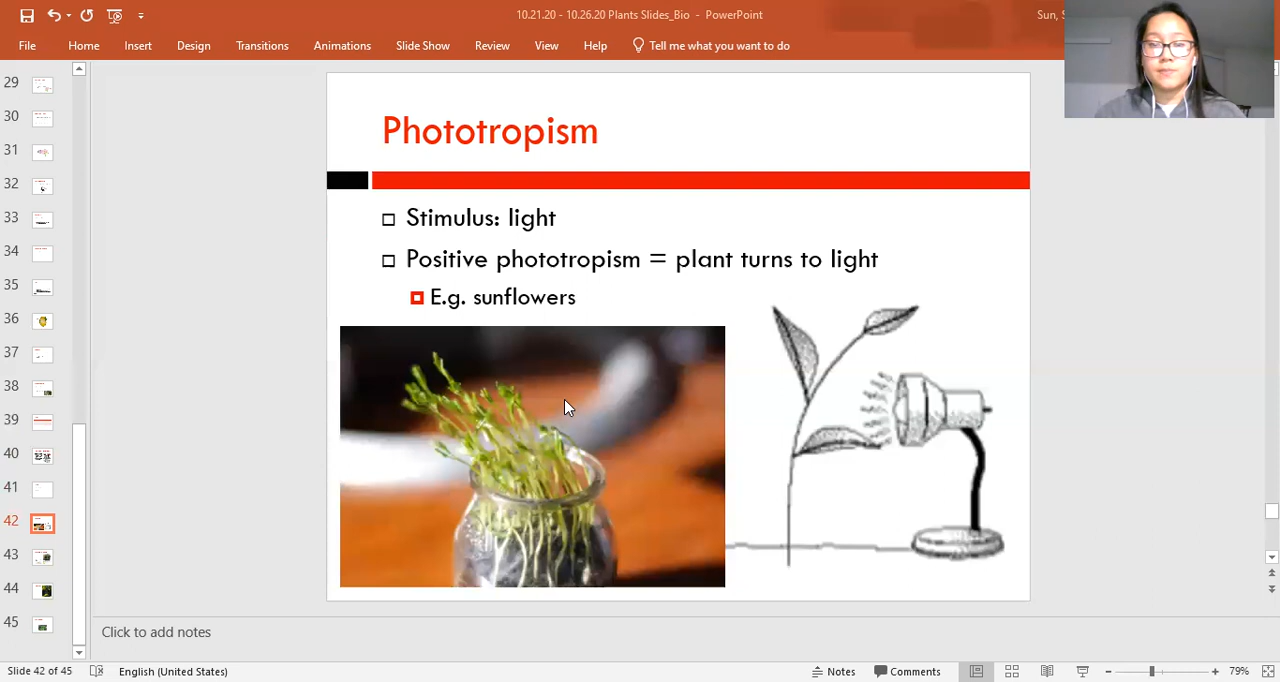 10.21.20 - 10.26.20 Plants Slides_Bio - PowerPoint
Sun, S
File Home Insert Design Transitions Animations Slide Show Review View Help Tell me what you want to do
29
30
31
32
33
34
35
36
37
38
39
40
41
42
43
44
45
Phototropism
Stimulus: light
Positive phototropism = plant turns to light
E.g. sunflowers
Click to add notes
Slide 42 of 45 English (United States) Notes Comments 79%